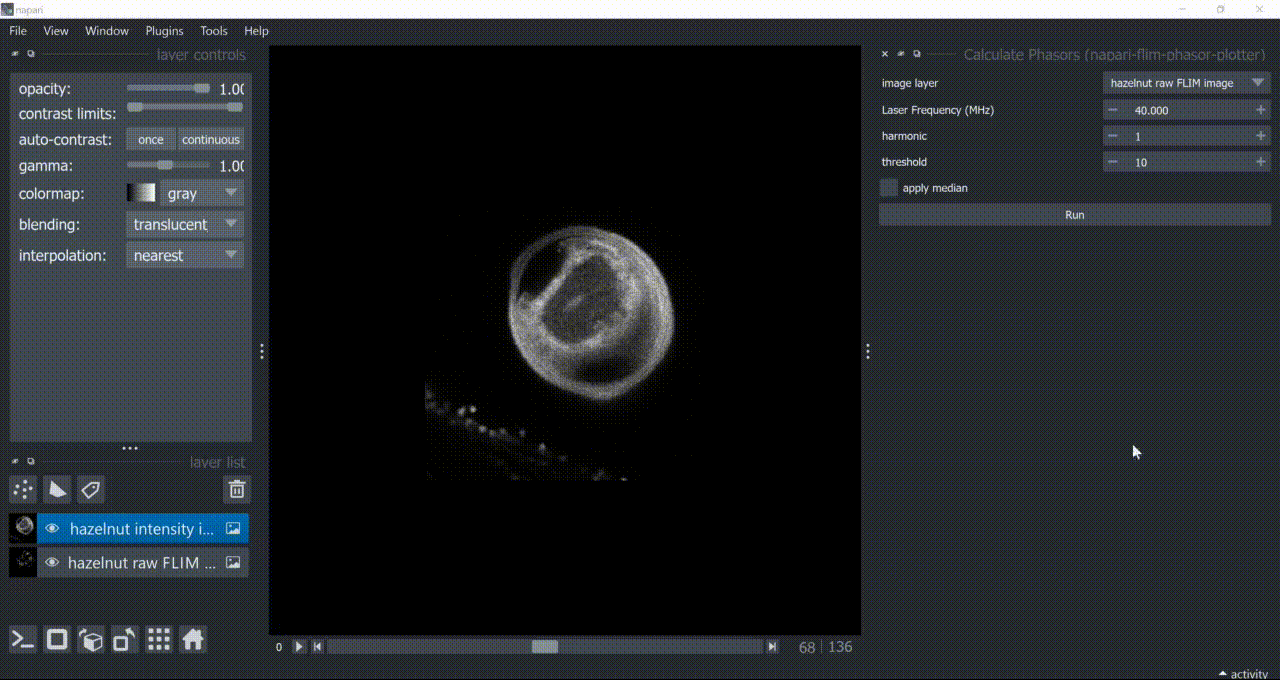 napari
File View Window Plugins Tools Help
layer controls
opacity: 1.00
contrast limits:
auto-contrast: once continuous
gamma: 1.00
colormap: gray
blending: translucent
interpolation: nearest
layer list
hazelnut intensity i...
hazelnut raw FLIM ...
0 68 136
Calculate Phasors (napari-flim-phasor-plotter)
image layer hazelnut raw FLIM image
Laser Frequency (MHz) 40.000
harmonic 1
threshold 10
apply median
Run
activity